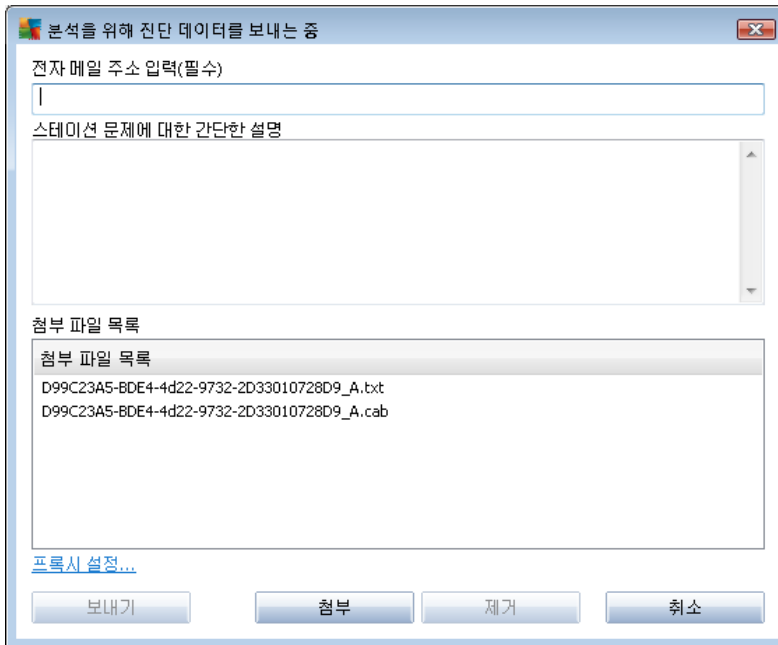 분석을 위해 진단 데이터를 보내는 중
전자 메일 주소 입력(필수)
스테이션 문제에 대한 간단한 설명
첨부 파일 목록
첨부 파일 목록
D99C23A5-BDE4-4d22-9732-2D33010728D9_A.txt
D99C23A5-BDE4-4d22-9732-2D33010728D9_A.cab
프록시 설정...
보내기 첨부 제거 취소